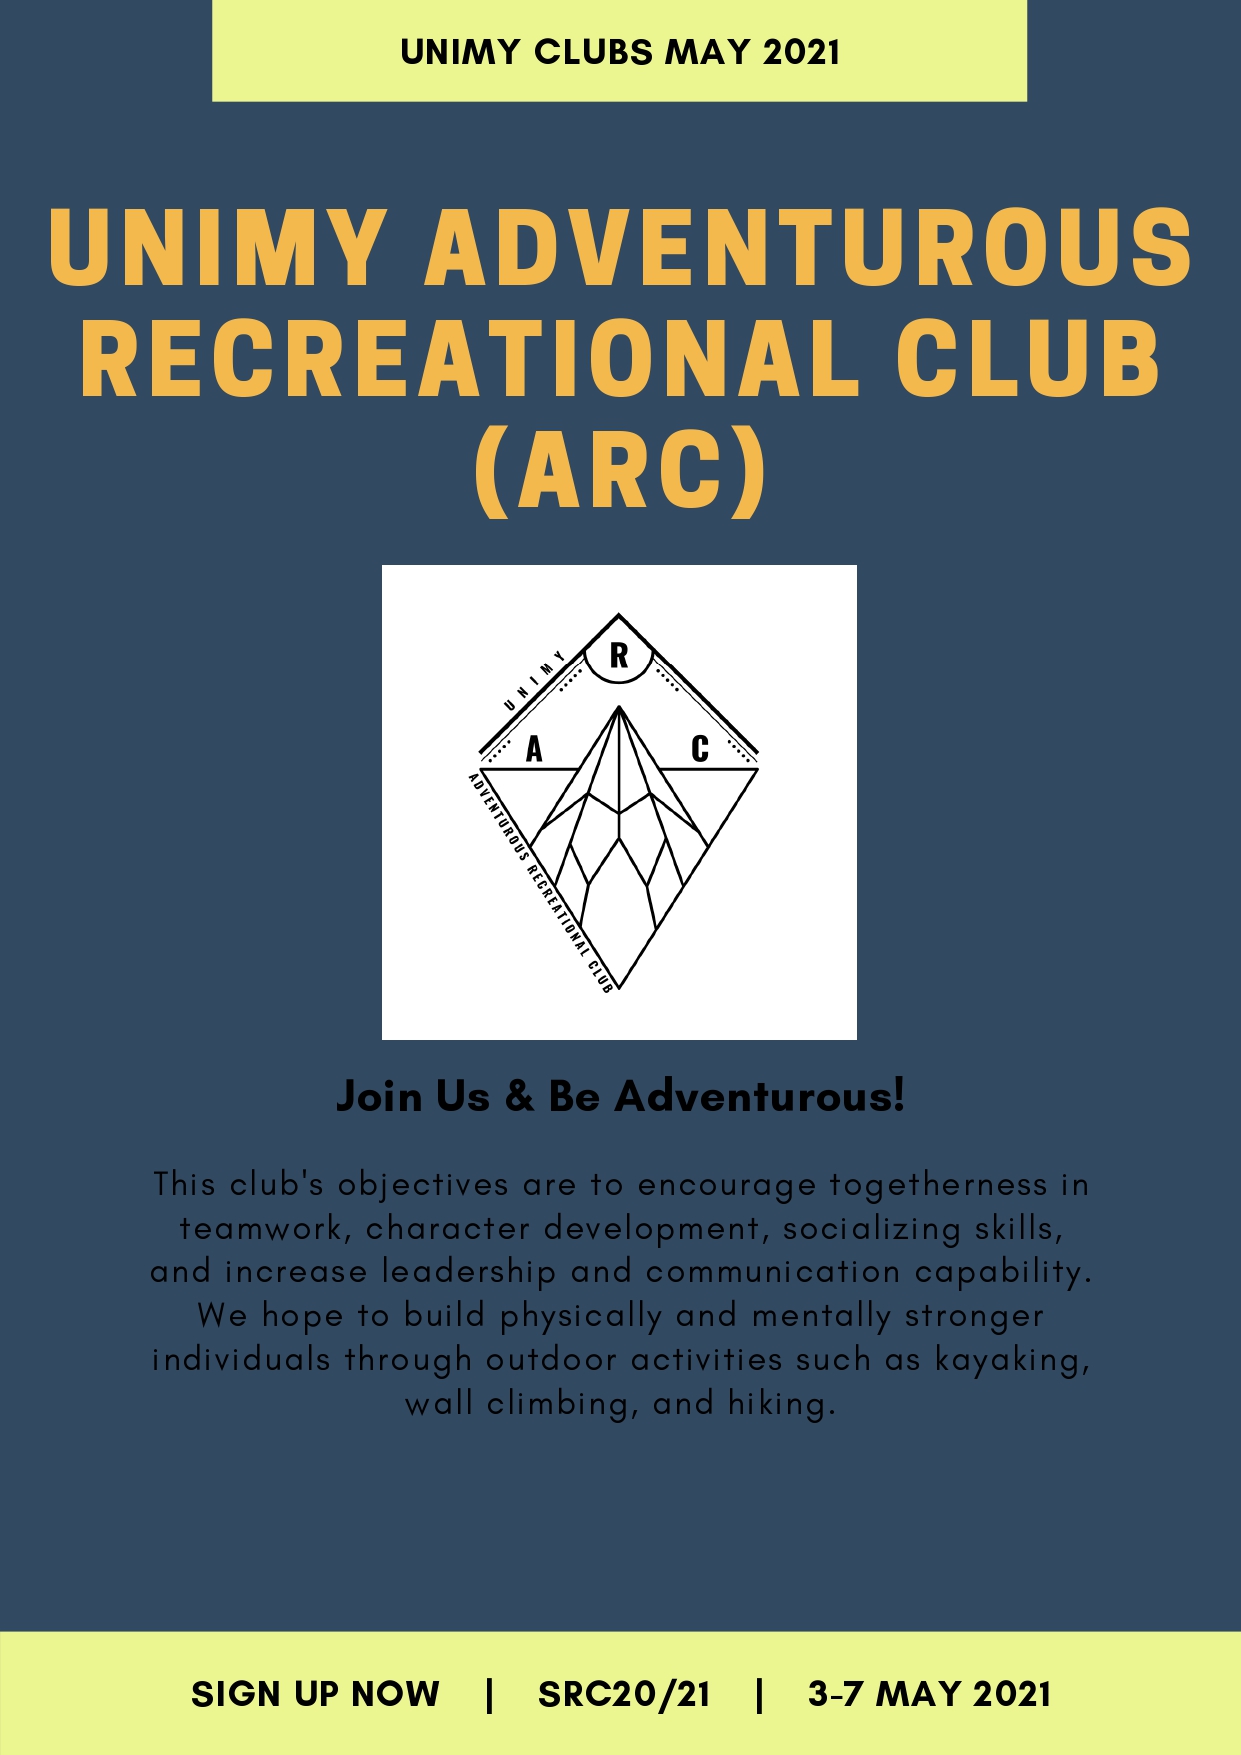 UNIMY CLUBS MAY 2021
UNIMY ADVENTUROUS
RECREATIONAL CLUB
(ARC)
UNIMY
R
A
C
ADVENTUROUS RECREATIONAL CLUB
Join Us & Be Adventurous!
This club's objectives are to encourage togetherness in
teamwork, character development, socializing skills,
and increase leadership and communication capability.
We hope to build physically and mentally stronger
individuals through outdoor activities such as kayaking,
wall climbing, and hiking.
SIGN UP NOW | SRC20/21 | 3-7 MAY 2021